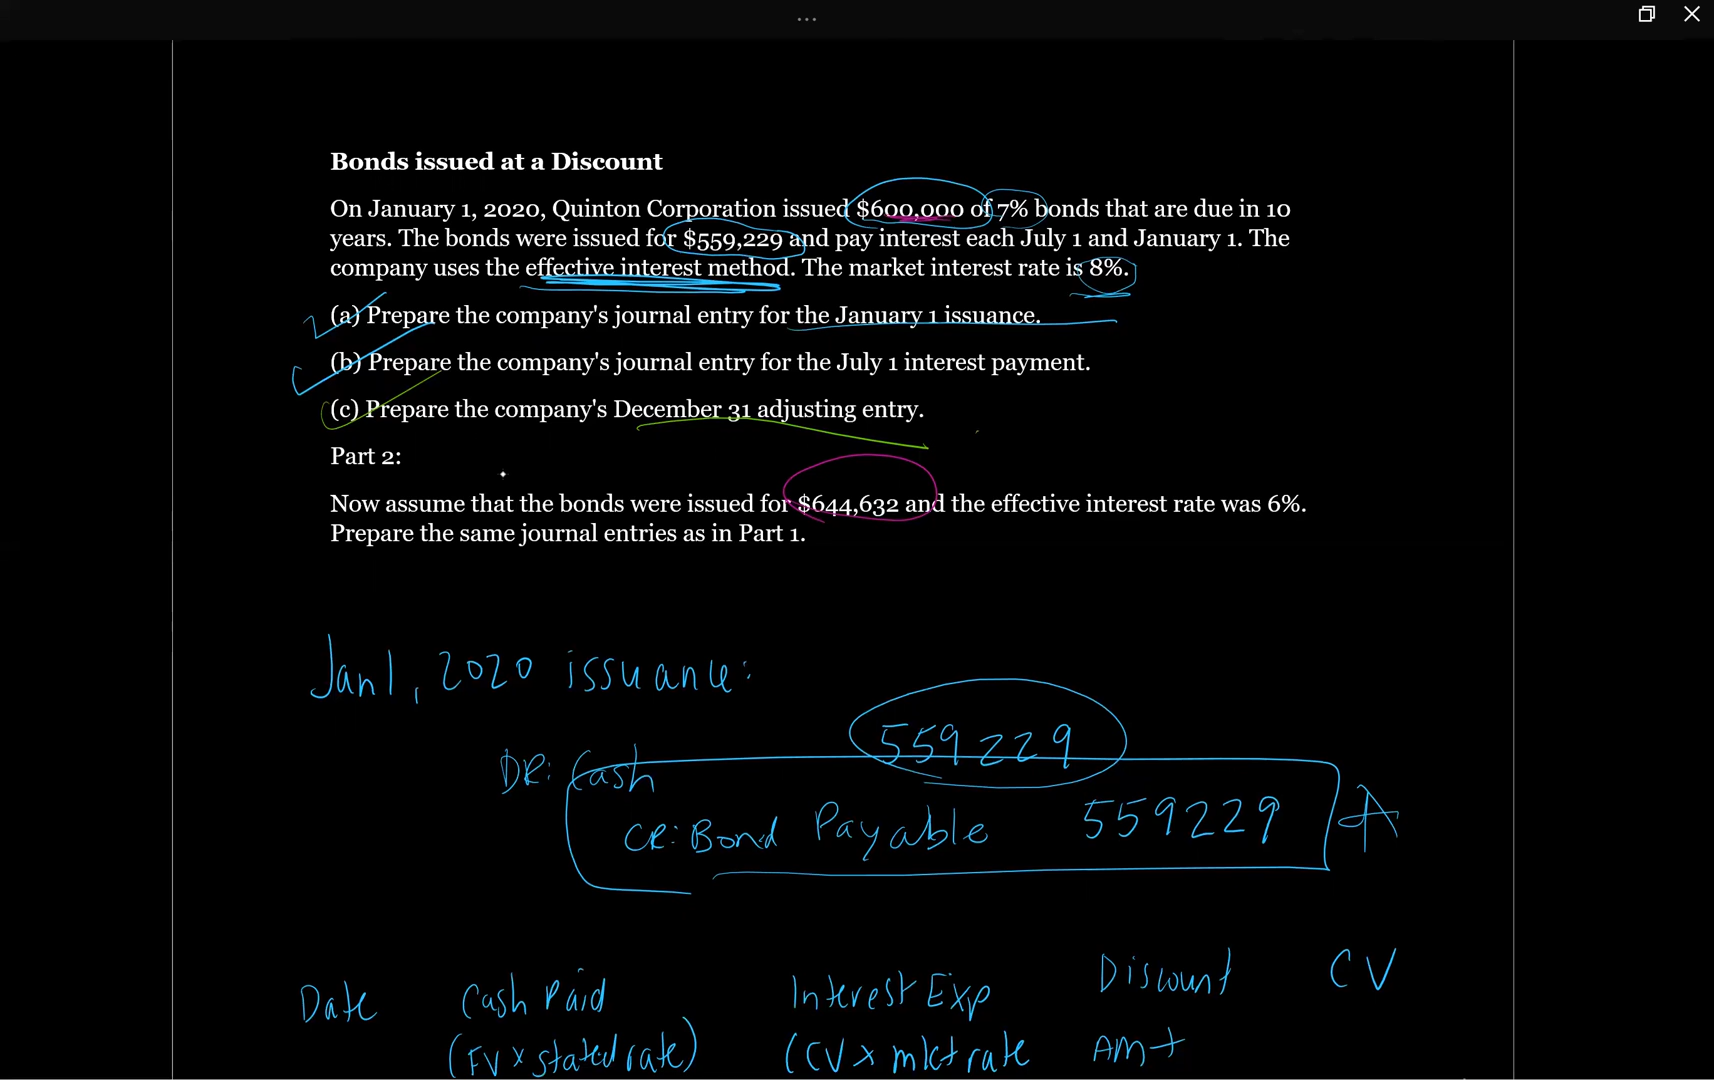 Bonds issued at a Discount
On January 1, 2020, Quinton Corporation issued $600,000 of 7% bonds that are due in 10
years. The bonds were issued for $559,229 and pay interest each July 1 and January 1. The
company uses the effective interest method. The market interest rate is 8%.
(a) Prepare the company's journal entry for the January 1 issuance.
(b) Prepare the company's journal entry for the July 1 interest payment.
(c) Prepare the company's December 31 adjusting entry.
Part 2:
Now assume that the bonds were issued for $644,632 and the effective interest rate was 6%.
Prepare the same journal entries as in Part 1.
Jan 1, 2020 issuance:
DR: Cash 559229
CR: Bond Payable 559229
Date Cash Paid Interest Exp Discount CV
(FV x stated rate) (CV x mkt rate AMt